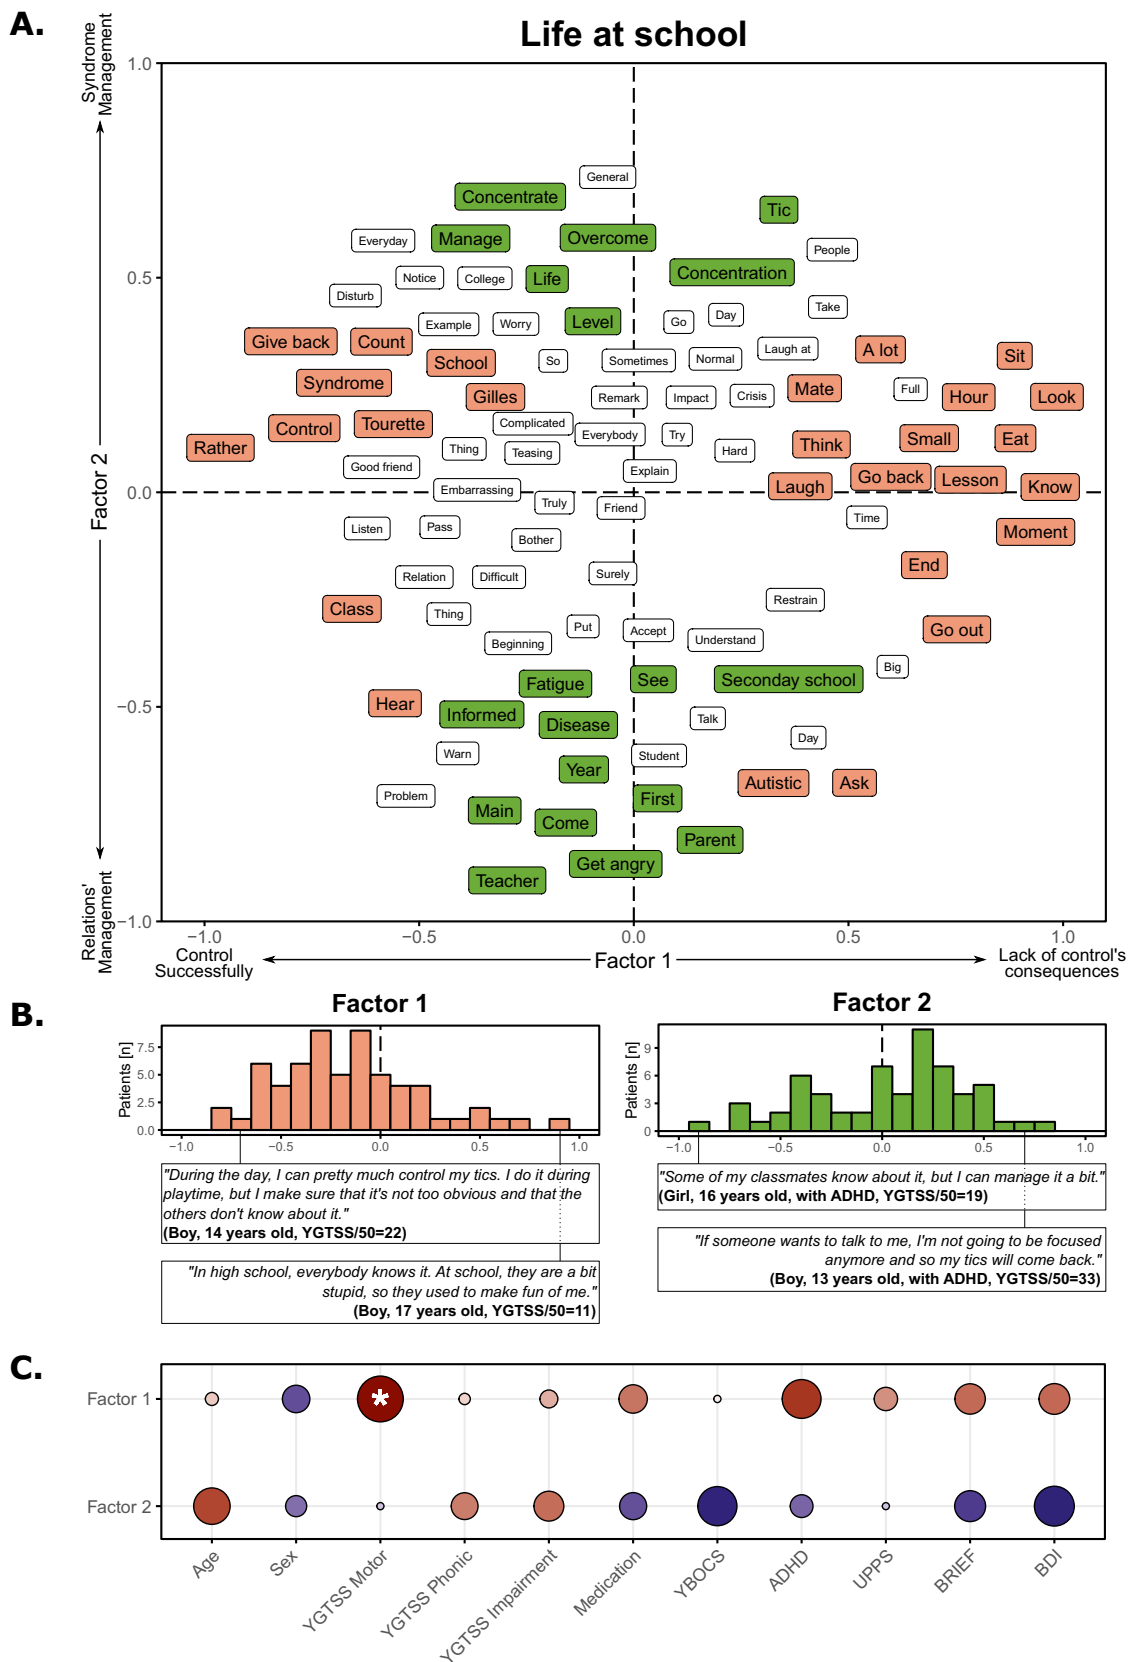 A.
Life at school
Syndrome
Management
1.0
General
Concentrate
Tic
Manage
Overcome
Everyday
People
0.5
Notice
College
Life
Concentration
Disturb
Take
Example
Worry
Level
Go
Day
Give back
Count
School
So
Sometimes
Normal
Laugh at
A lot
Sit
Syndrome
Gilles
Remark
Impact
Crisis
Mate
Full
Hour
Look
Control
Tourette
Complicated
Everybody
Try
Small
Eat
Rather
Thing
Teasing
Hard
Think
Good friend
Explain
Embarrassing
Laugh
Go back
Lesson
Know
Factor 2
0.0
Truly
Friend
Time
Listen
Pass
Bother
Moment
Relation
Difficult
Surely
End
Class
Thing
Restrain
Beginning
Put
Accept
Understand
Go out
Fatigue
See
Seconday school
Big
Hear
Informed
Disease
Talk
−0.5
Warn
Student
Day
Problem
Year
Autistic
Ask
Main
Come
First
Parent
Teacher
Get angry
Relations'
Management
−1.0
−1.0
−0.5
0.0
0.5
1.0
Control
Successfully
Factor 1
Lack of control's
consequences
B.
Factor 1
Patients [n]
7.5
5.0
2.5
0.0
−1.0
−0.5
0.0
0.5
1.0
"During the day, I can pretty much control my tics. I do it during
playtime, but I make sure that it's not too obvious and that the
others don't know about it."
(Boy, 14 years old, YGTSS/50=22)
"In high school, everybody knows it. At school, they are a bit
stupid, so they used to make fun of me."
(Boy, 17 years old, YGTSS/50=11)
Factor 2
Patients [n]
9
6
3
0
−1.0
−0.5
0.0
0.5
1.0
"Some of my classmates know about it, but I can manage it a bit."
(Girl, 16 years old, with ADHD, YGTSS/50=19)
"If someone wants to talk to me, I'm not going to be focused
anymore and so my tics will come back."
(Boy, 13 years old, with ADHD, YGTSS/50=33)
C.
Factor 1
*
Factor 2
Age
Sex
YGTSS Motor
YGTSS Phonic
YGTSS Impairment
Medication
YBOCS
ADHD
UPPS
BRIEF
BDI